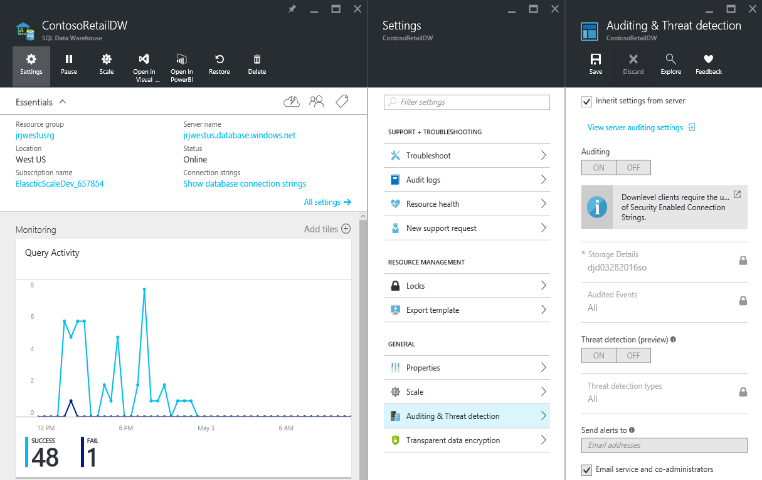 ContosoRetailDW
SQL Data Warehouse
Settings
Pause
Scale
Open in
Visual ...
Open In
PowerBI
Restore
Delete
Essentials
Resource group
jrjwestusrg
Server name
jrjwestus.database.windows.net
Location
West US
Status
Online
Subscription name
ElascticScaleDev_657854
Connection strings
Show database connection strings
All settings
Monitoring
Add tiles
Query Activity
8
6
4
2
0
12 PM
6 PM
May 3
6 AM
SUCCESS
48
FAIL
1
Settings
ContosoRetailDW
Filter settings
SUPPORT + TROUBLESHOOTING
Troubleshoot
Audit logs
Resource health
New support request
RESOURCE MANAGEMENT
Locks
Export template
GENERAL
Properties
Scale
Auditing & Threat detection
Transparent data encryption
Auditing & Threat detection
ContosoRetailDW
Save
Discard
Explore
Feedback
Inherit settings from server
View server auditing settings
Auditing
ON OFF
Downlevel clients require the u...
of Security Enabled Connection
Strings.
* Storage Details
djd03282016so
Audited Events
All
Threat detection (preview)
ON OFF
Threat detection types
All
Send alerts to
Email addresses
Email service and co-administrators